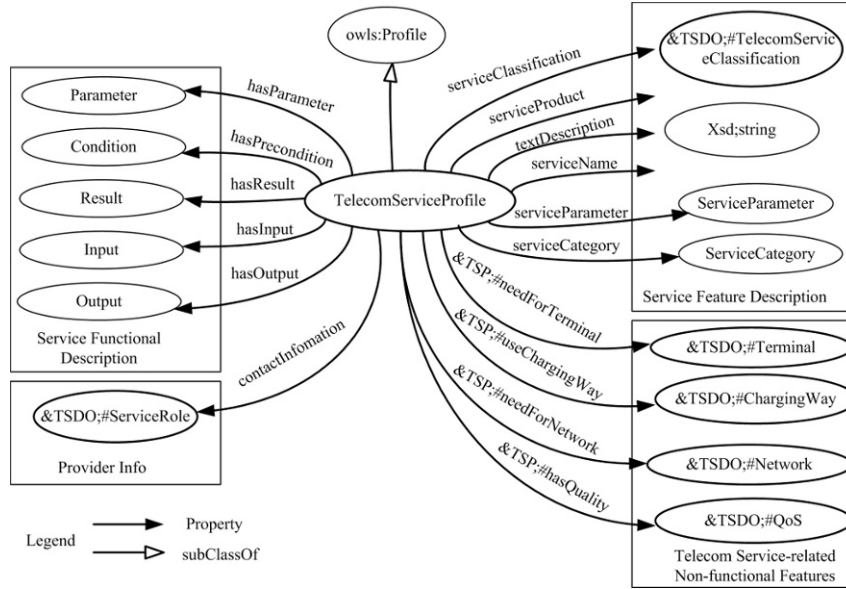 owls:Profile
&TSDO;#TelecomServic
eClassification
serviceClassification
Parameter
hasParameter
serviceProduct
Condition
hasPrecondition
textDescription
Xsd;string
serviceName
Result
hasResult
TelecomServiceProfile
serviceParameter
ServiceParameter
Input
hasInput
serviceCategory
ServiceCategory
Output
hasOutput
Service Feature Description
Service Functional
Description
&TSP;#needForTerminal
&TSDO;#Terminal
contactInfomation
&TSP;#useChargingWay
&TSDO;#ChargingWay
&TSDO;#ServiceRole
&TSP;#needForNetwork
&TSDO;#Network
Provider Info
&TSP;#hasQuality
&TSDO;#QoS
Legend
Property
subClassOf
Telecom Service-related
Non-functional Features